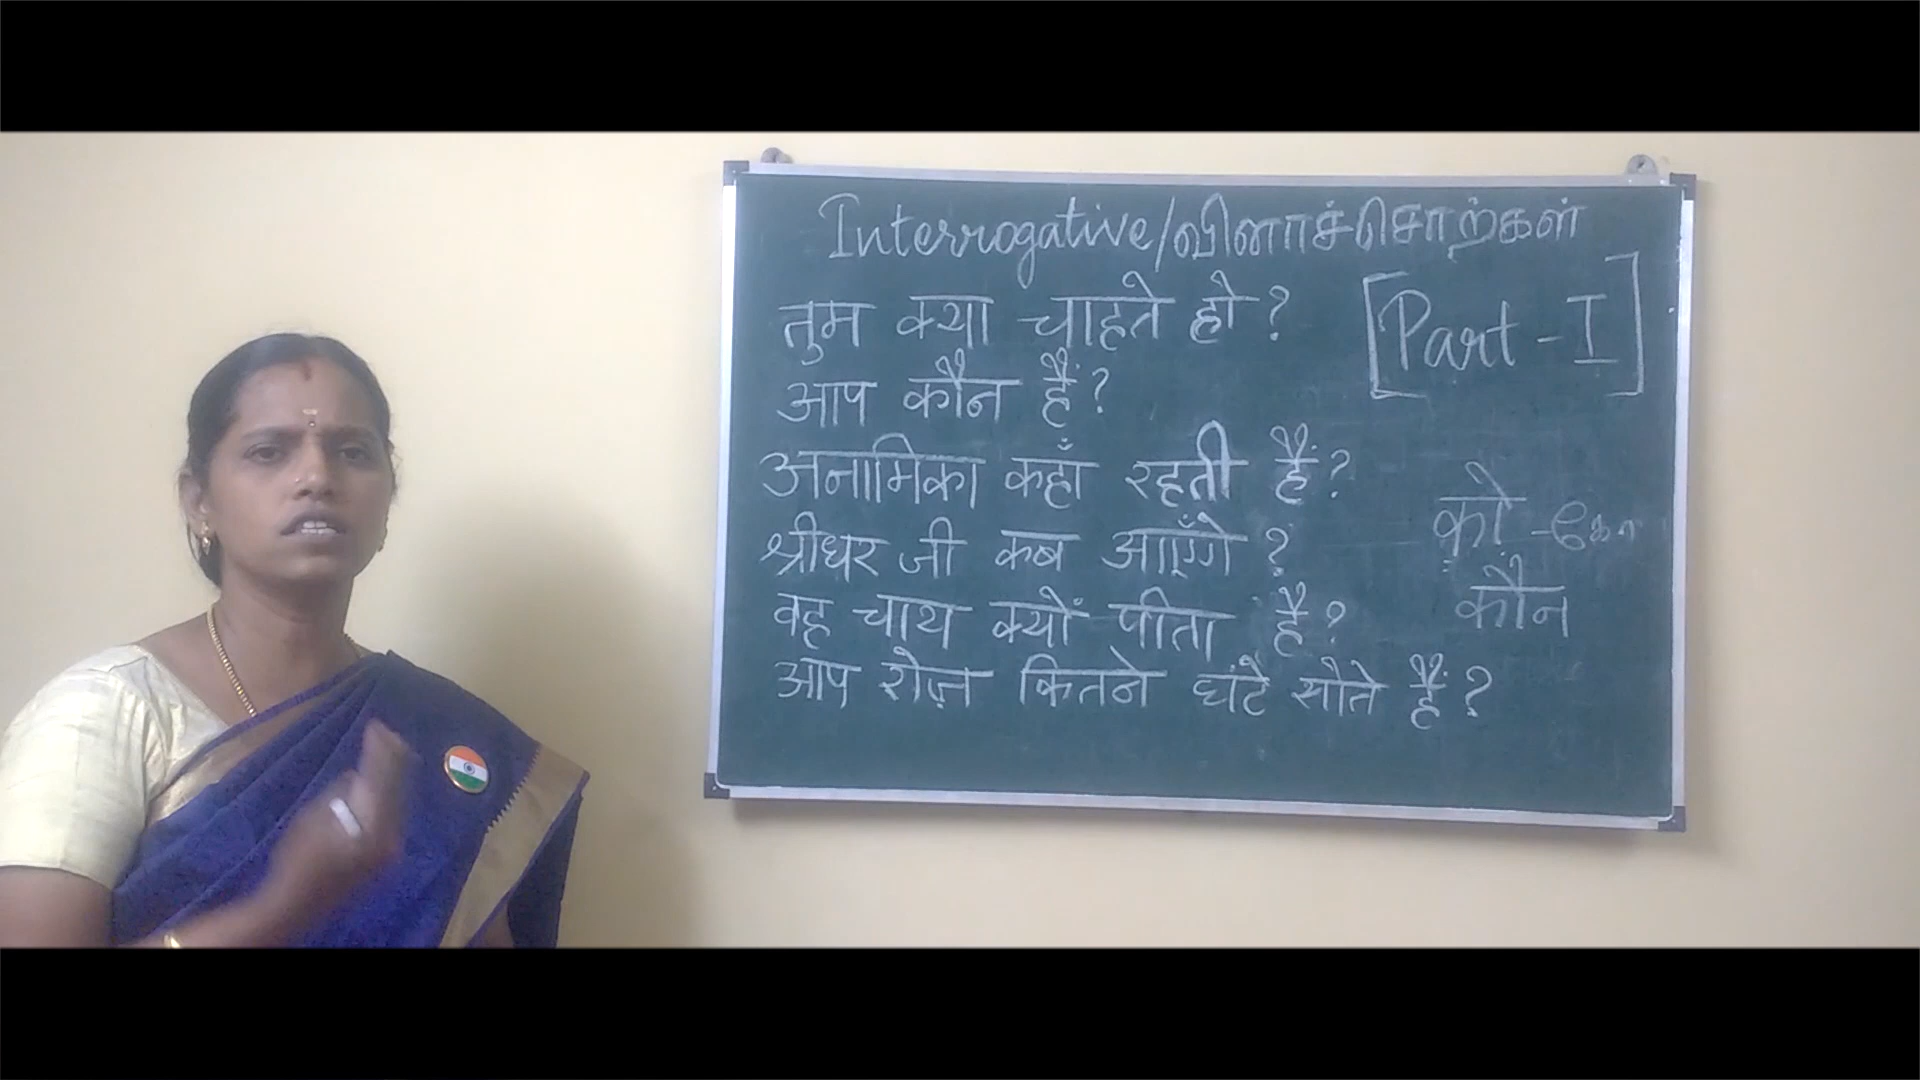 Interrogative/வினாச்சொற்கள்
[Part - I]
तुम क्या चाहते हो?
आप कौन हैं?
अनामिका कहाँ रहती हैं?
श्रीधर जी कब आएँगे?
वह चाय क्यों पीता है?
आप रोज़ कितने घंटे सोते हैं?
को -கே
कौन